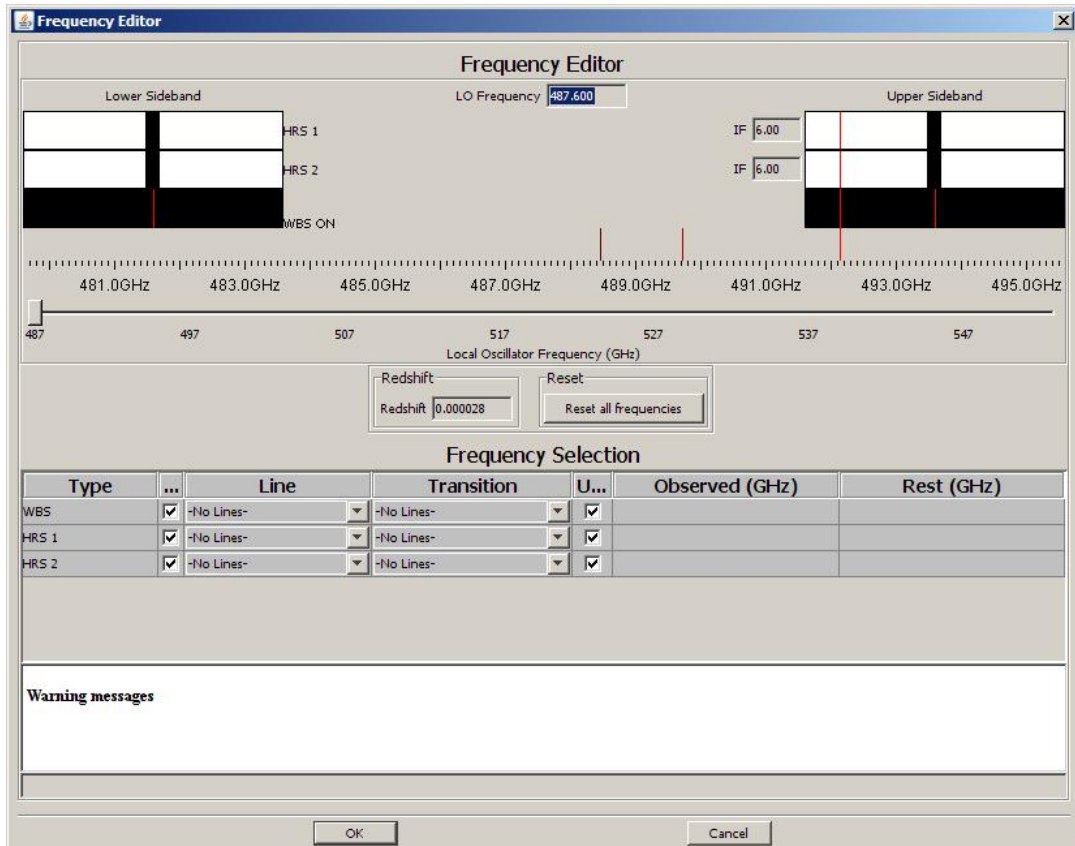 Frequency Editor
Frequency Editor
Lower Sideband
LO Frequency 487.600
Upper Sideband
HRS 1
IF 6.00
HRS 2
IF 6.00
WBS ON
481.0GHz 483.0GHz 485.0GHz 487.0GHz 489.0GHz 491.0GHz 493.0GHz 495.0GHz
487 497 507 517 527 537 547
Local Oscillator Frequency (GHz)
Redshift Reset
Redshift 0.000028 Reset all frequencies
Frequency Selection
Type ... Line Transition U... Observed (GHz) Rest (GHz)
WBS -No Lines- -No Lines-
HRS 1 -No Lines- -No Lines-
HRS 2 -No Lines- -No Lines-
Warning messages
OK Cancel